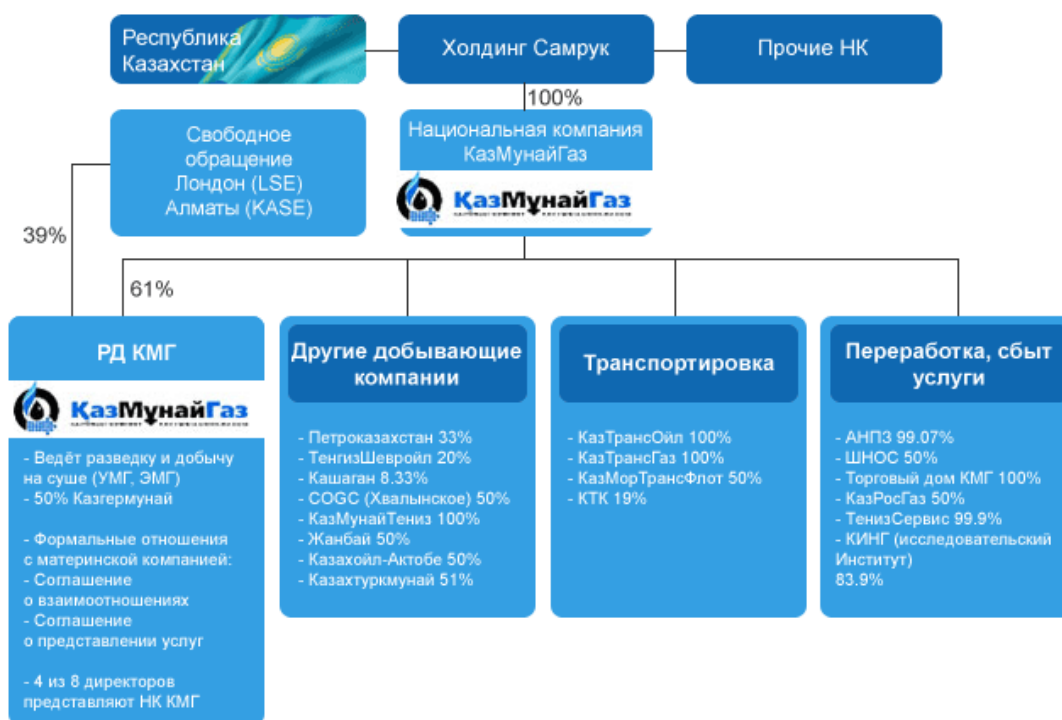 Республика
Казахстан
Холдинг Самрук
Прочие НК
100%
Свободное
обращение
Лондон (LSE)
Алматы (KASE)
Национальная компания
КазМунайГаз
ҚазМұнайГаз
39%
61%
РД КМГ
ҚазМұнайГаз
- Ведёт разведку и добычу
на суше (УМГ, ЭМГ)
- 50% Казгермунай
- Формальные отношения
с материнской компанией:
- Соглашение
о взаимоотношениях
- Соглашение
о представлении услуг
- 4 из 8 директоров
представляют НК КМГ
Другие добывающие
компании
- Петроказахстан 33%
- ТенгизШевройл 20%
- Кашаган 8.33%
- COGC (Хвалынское) 50%
- КазМунайТениз 100%
- Жанбай 50%
- Казахойл-Актобе 50%
- Казахтуркмунай 51%
Транспортировка
- КазТрансОйл 100%
- КазТрансГаз 100%
- КазМорТрансФлот 50%
- КТК 19%
Переработка, сбыт
услуги
- АНПЗ 99.07%
- ШНОС 50%
- Торговый дом КМГ 100%
- КазРосГаз 50%
- ТенизСервис 99.9%
- КИНГ (исследовательский
Институт)
83.9%